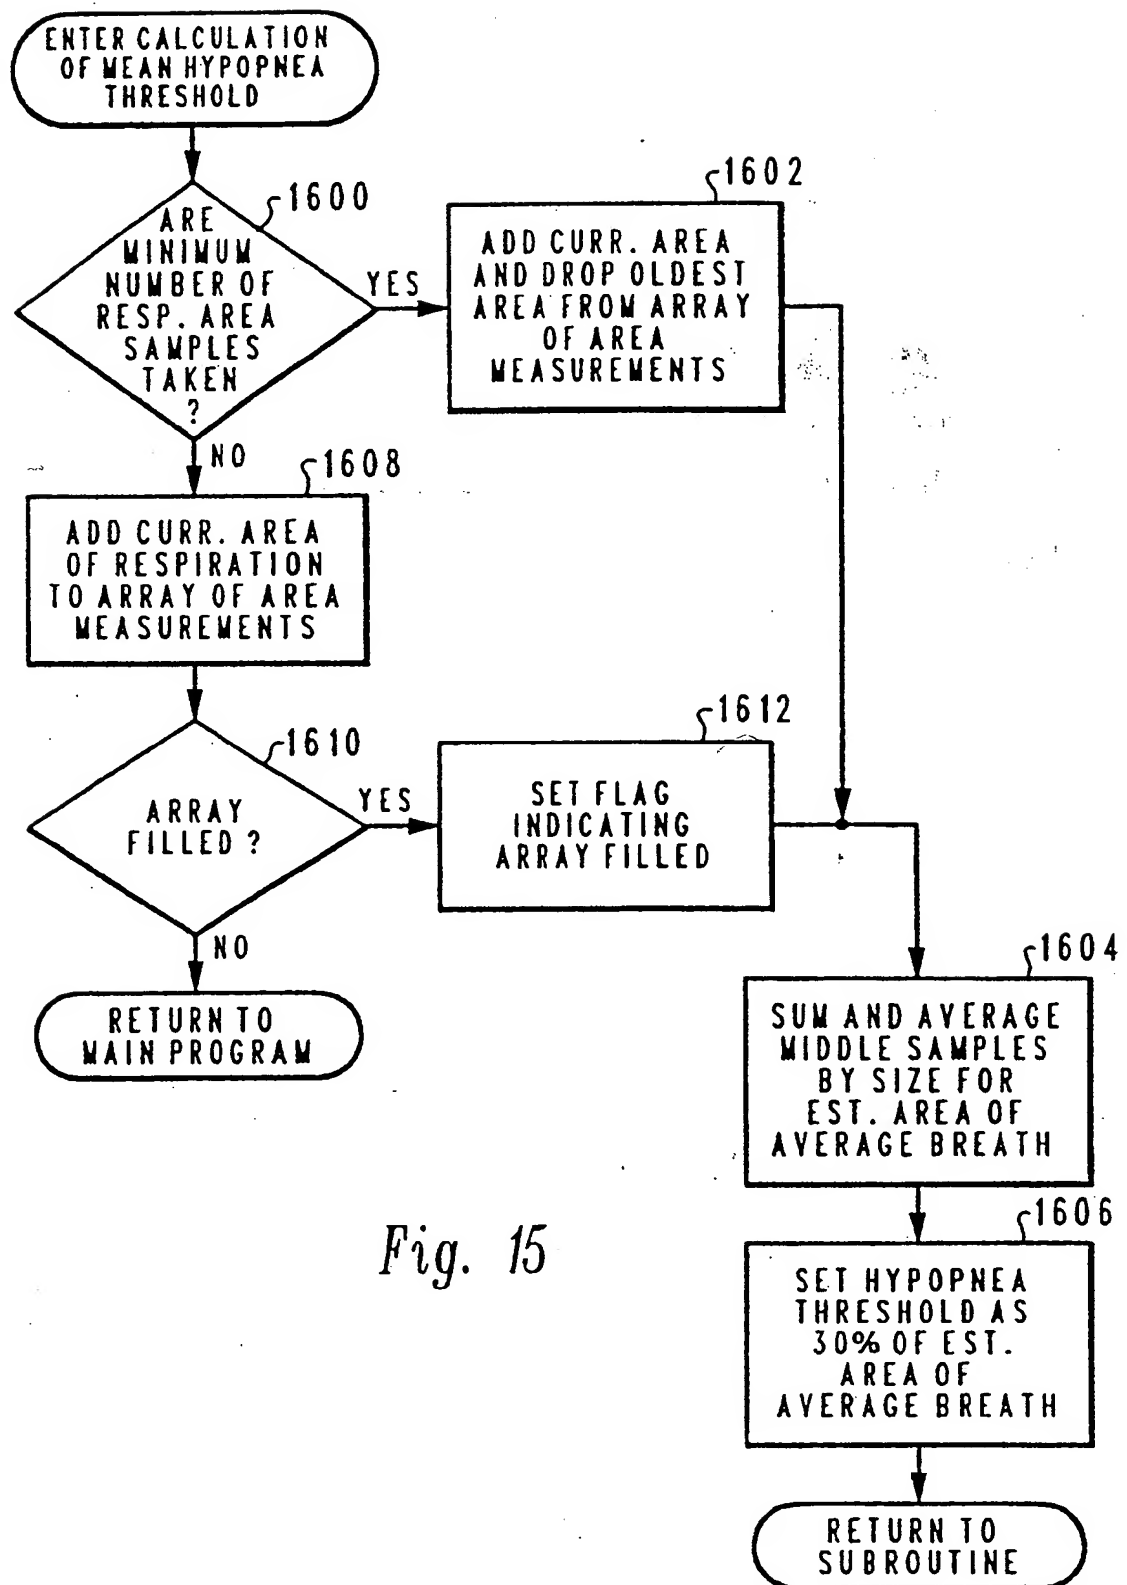 ENTER CALCULATION
OF MEAN HYPOPNEA
THRESHOLD
1600
ARE
MINIMUM
NUMBER OF
RESP. AREA
SAMPLES
TAKEN
?
YES
1602
ADD CURR. AREA
AND DROP OLDEST
AREA FROM ARRAY
OF AREA
MEASUREMENTS
NO
1608
ADD CURR. AREA
OF RESPIRATION
TO ARRAY OF AREA
MEASUREMENTS
1610
ARRAY
FILLED ?
YES
1612
SET FLAG
INDICATING
ARRAY FILLED
NO
RETURN TO
MAIN PROGRAM
1604
SUM AND AVERAGE
MIDDLE SAMPLES
BY SIZE FOR
EST. AREA OF
AVERAGE BREATH
1606
SET HYPOPNEA
THRESHOLD AS
30% OF EST.
AREA OF
AVERAGE BREATH
RETURN TO
SUBROUTINE
Fig. 15